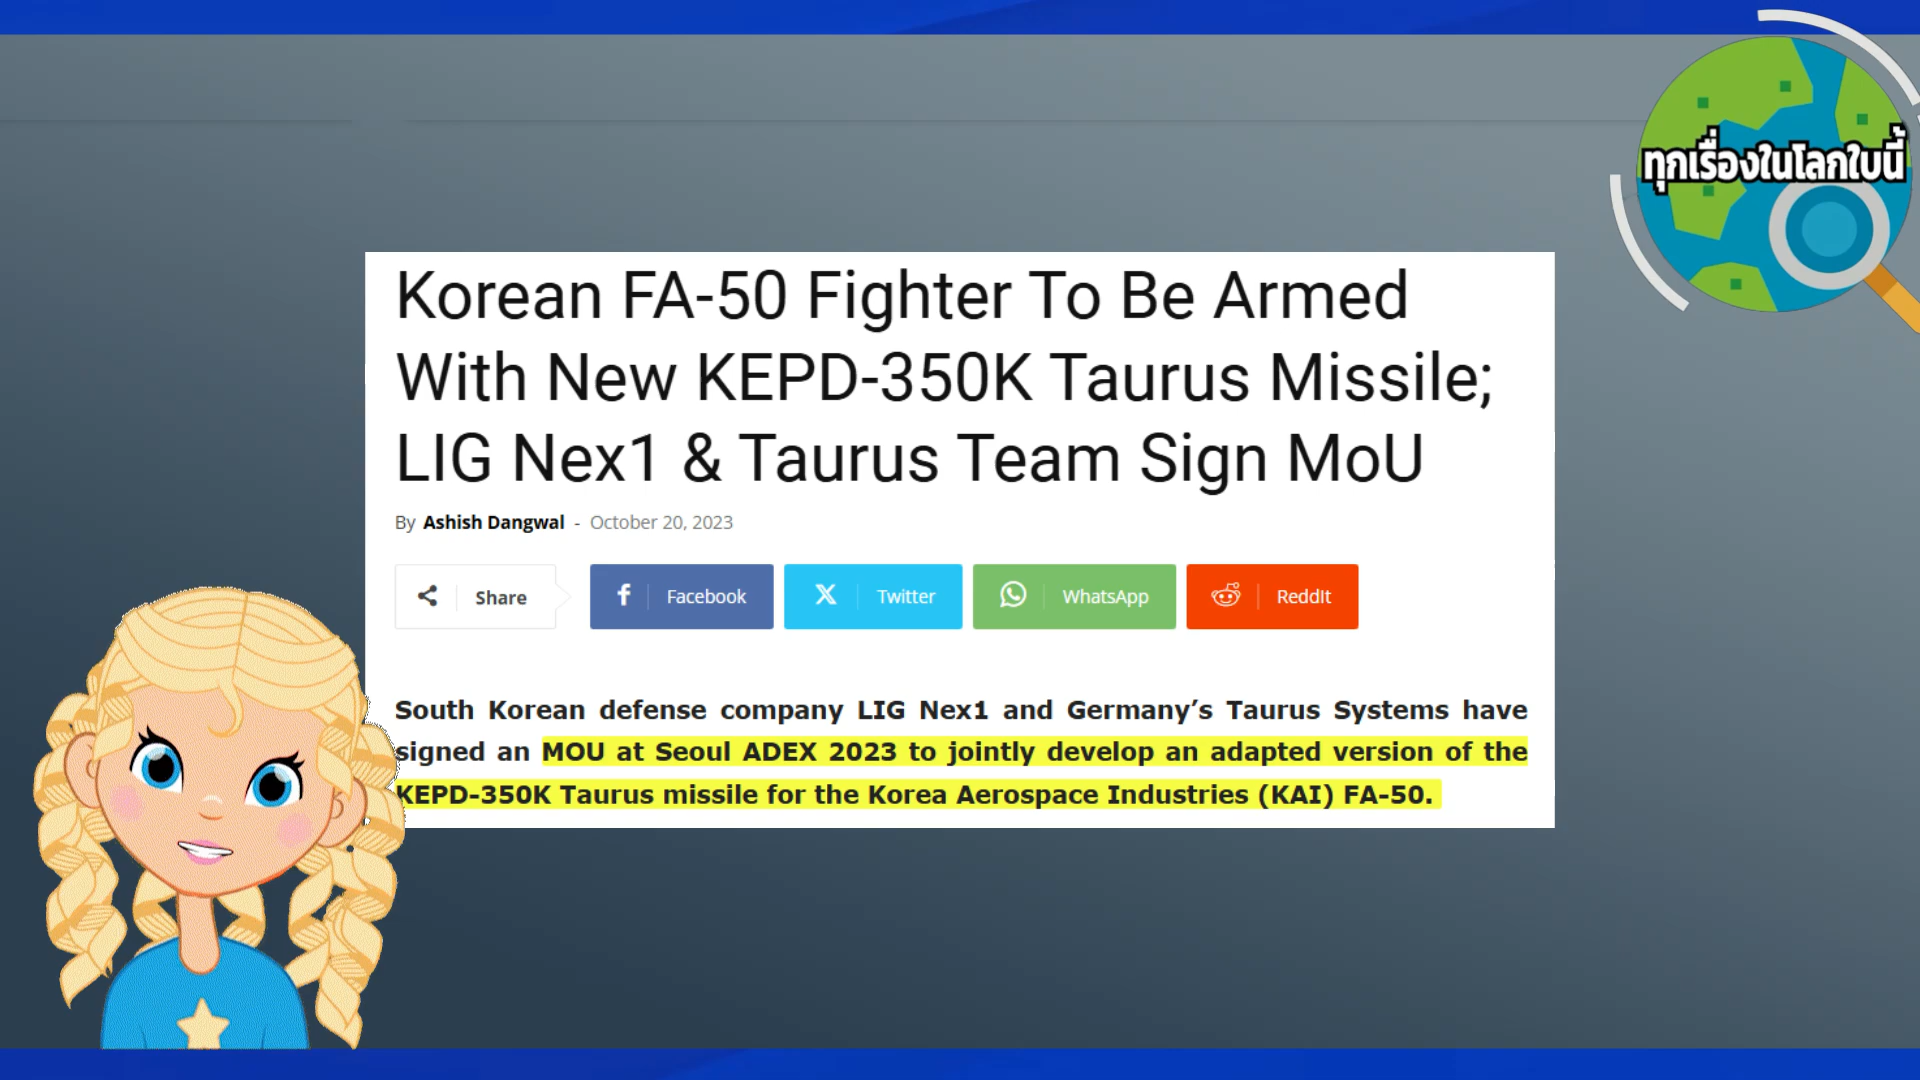 ทุกเรื่องในโลกใบนี้
Korean FA-50 Fighter To Be Armed
With New KEPD-350K Taurus Missile;
LIG Nex1 & Taurus Team Sign MoU
By Ashish Dangwal - October 20, 2023
Share Facebook Twitter WhatsApp ReddIt
South Korean defense company LIG Nex1 and Germany’s Taurus Systems have
signed an MOU at Seoul ADEX 2023 to jointly develop an adapted version of the
KEPD-350K Taurus missile for the Korea Aerospace Industries (KAI) FA-50.